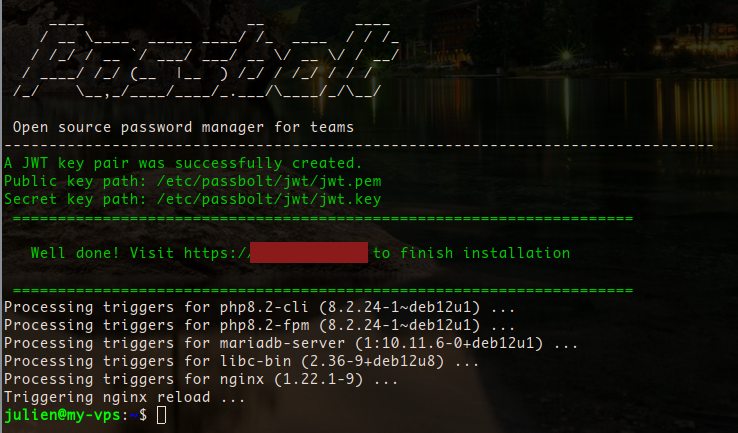 Passbolt
Open source password manager for teams
-------------------------------------------------------------------------------
A JWT key pair was successfully created.
Public key path: /etc/passbolt/jwt/jwt.pem
Secret key path: /etc/passbolt/jwt/jwt.key
=====================================================================
Well done! Visit https:/ to finish installation
=====================================================================
Processing triggers for php8.2-cli (8.2.24-1~deb12u1) ...
Processing triggers for php8.2-fpm (8.2.24-1~deb12u1) ...
Processing triggers for mariadb-server (1:10.11.6-0+deb12u1) ...
Processing triggers for libc-bin (2.36-9+deb12u8) ...
Processing triggers for nginx (1.22.1-9) ...
Triggering nginx reload ...
julien@my-vps:~$